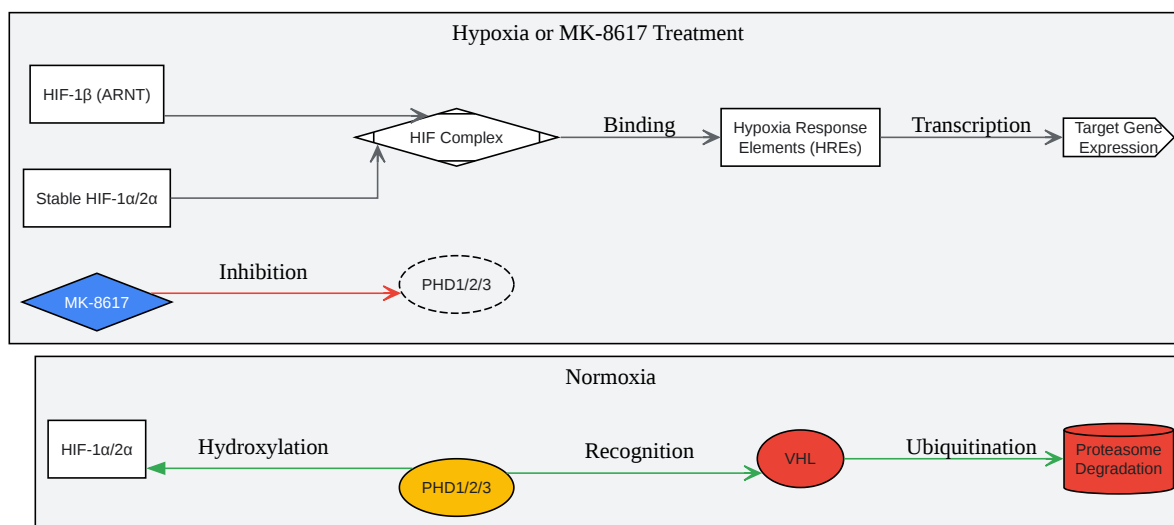 Hypoxia or MK-8617 Treatment
HIF-1β (ARNT)
HIF Complex
Binding
Hypoxia Response
Elements (HREs)
Transcription
Target Gene
Expression
Stable HIF-1α/2α
MK-8617
Inhibition
PHD1/2/3
Normoxia
HIF-1α/2α
Hydroxylation
PHD1/2/3
Recognition
VHL
Ubiquitination
Proteasome
Degradation